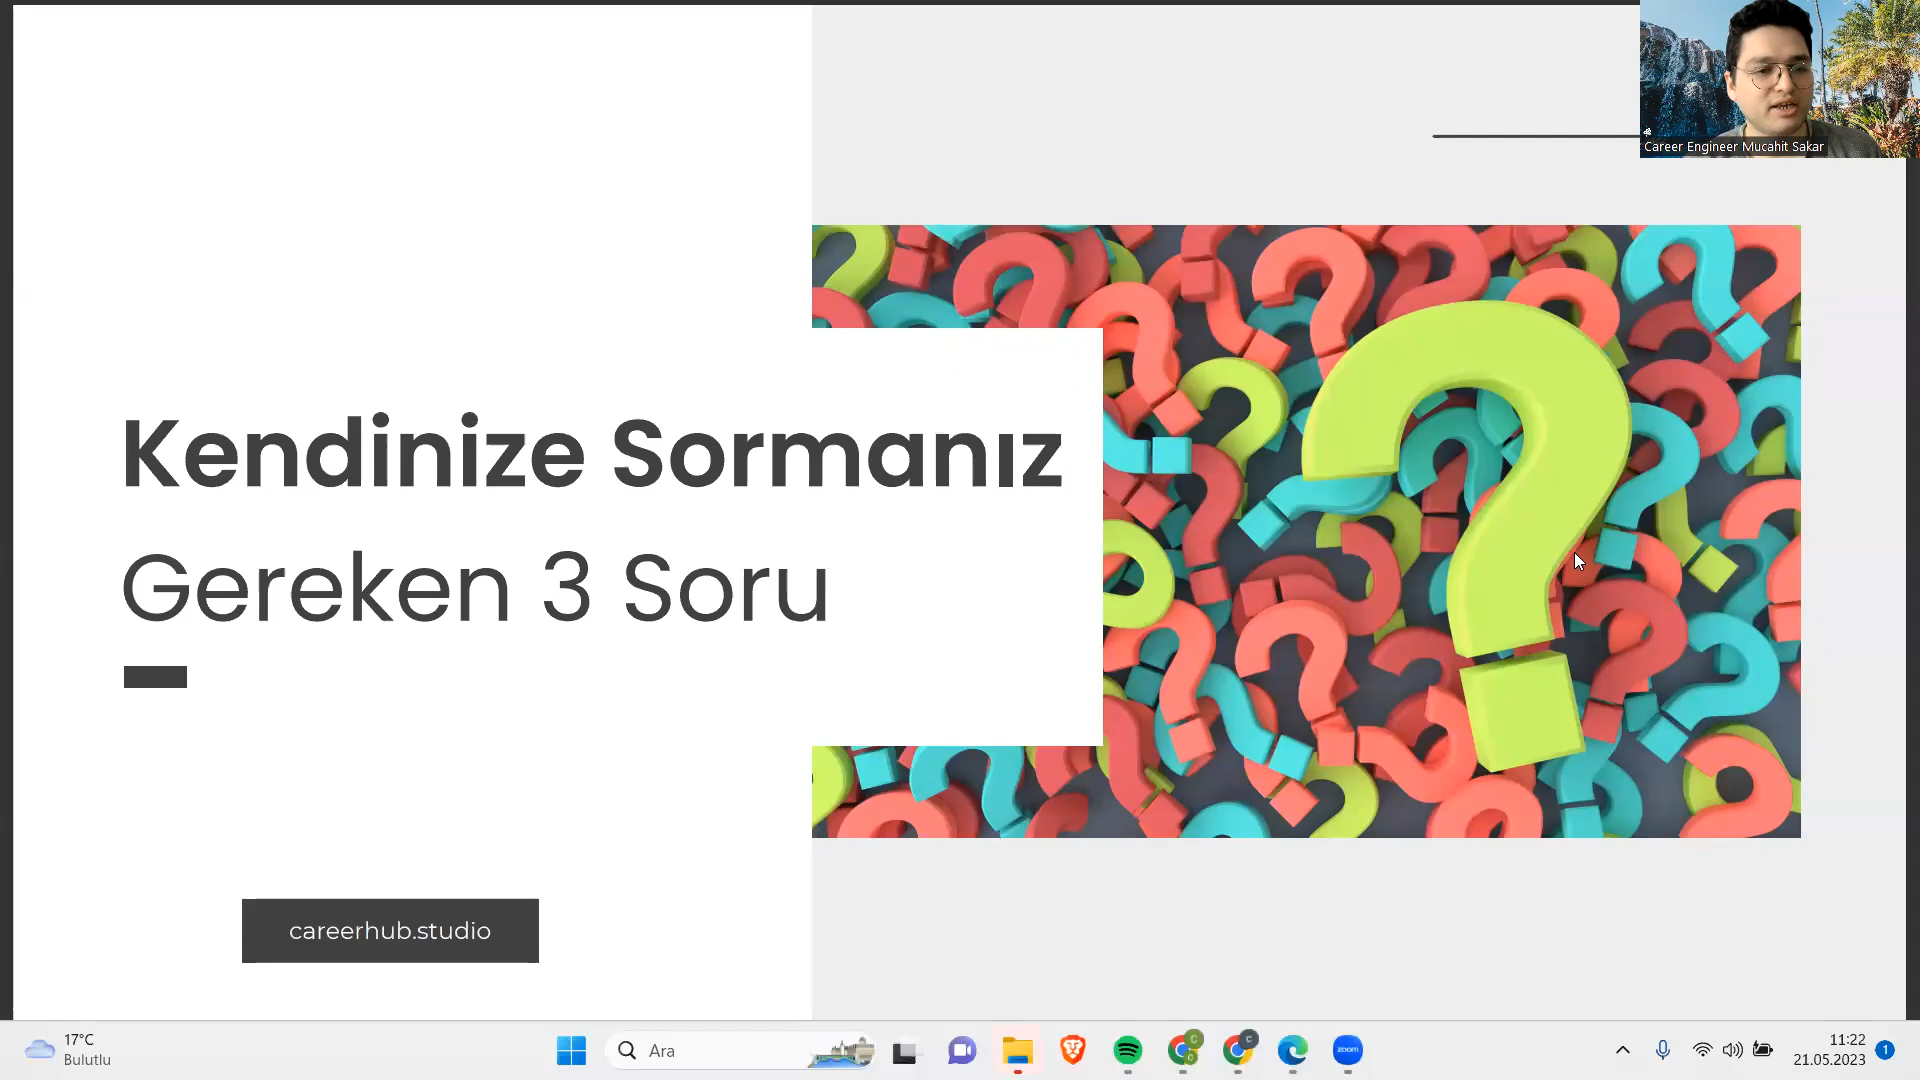 Career Engineer Mucahit Sakar
Kendinize Sormanız
Gereken 3 Soru
careerhub.studio
17°C
Bulutlu
Ara
C
C
C
zoom
11:22
21.05.2023
1